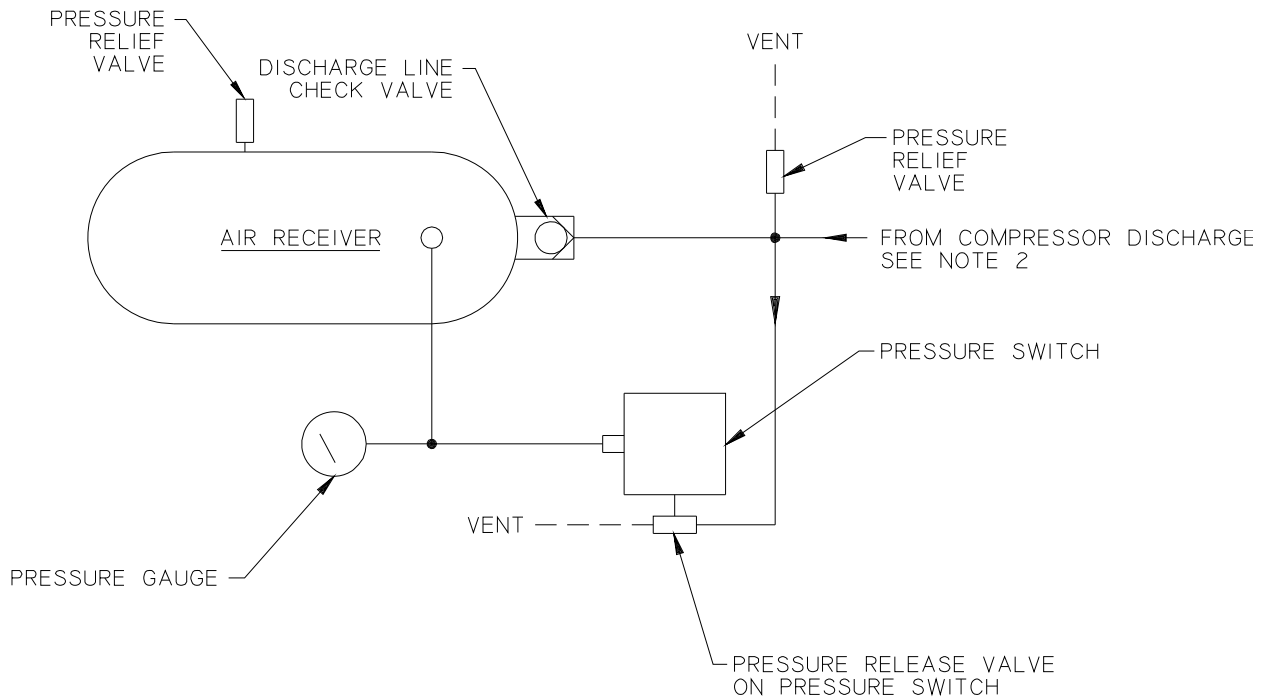 PRESSURE
RELIEF
VALVE
DISCHARGE LINE
CHECK VALVE
VENT
PRESSURE
RELIEF
VALVE
AIR RECEIVER
FROM COMPRESSOR DISCHARGE
SEE NOTE 2
PRESSURE SWITCH
VENT
PRESSURE GAUGE
PRESSURE RELEASE VALVE
ON PRESSURE SWITCH